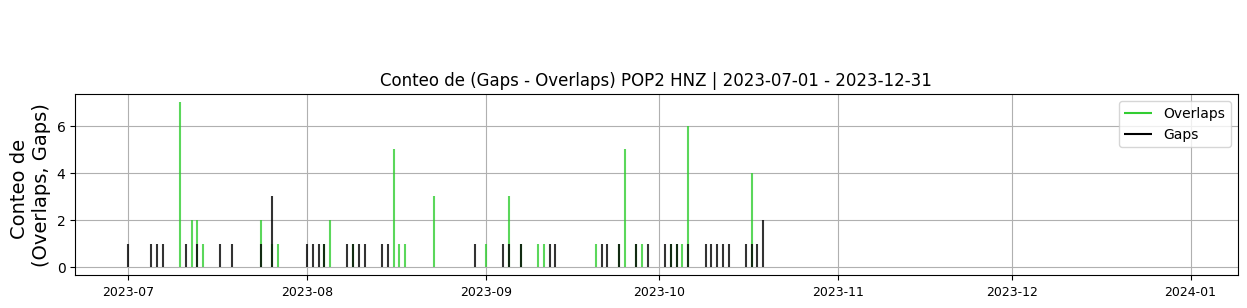 Conteo de (Gaps - Overlaps) POP2 HNZ | 2023-07-01 - 2023-12-31
Conteo de
(Overlaps, Gaps)
6
4
2
0
Overlaps
Gaps
2023-07
2023-08
2023-09
2023-10
2023-11
2023-12
2024-01